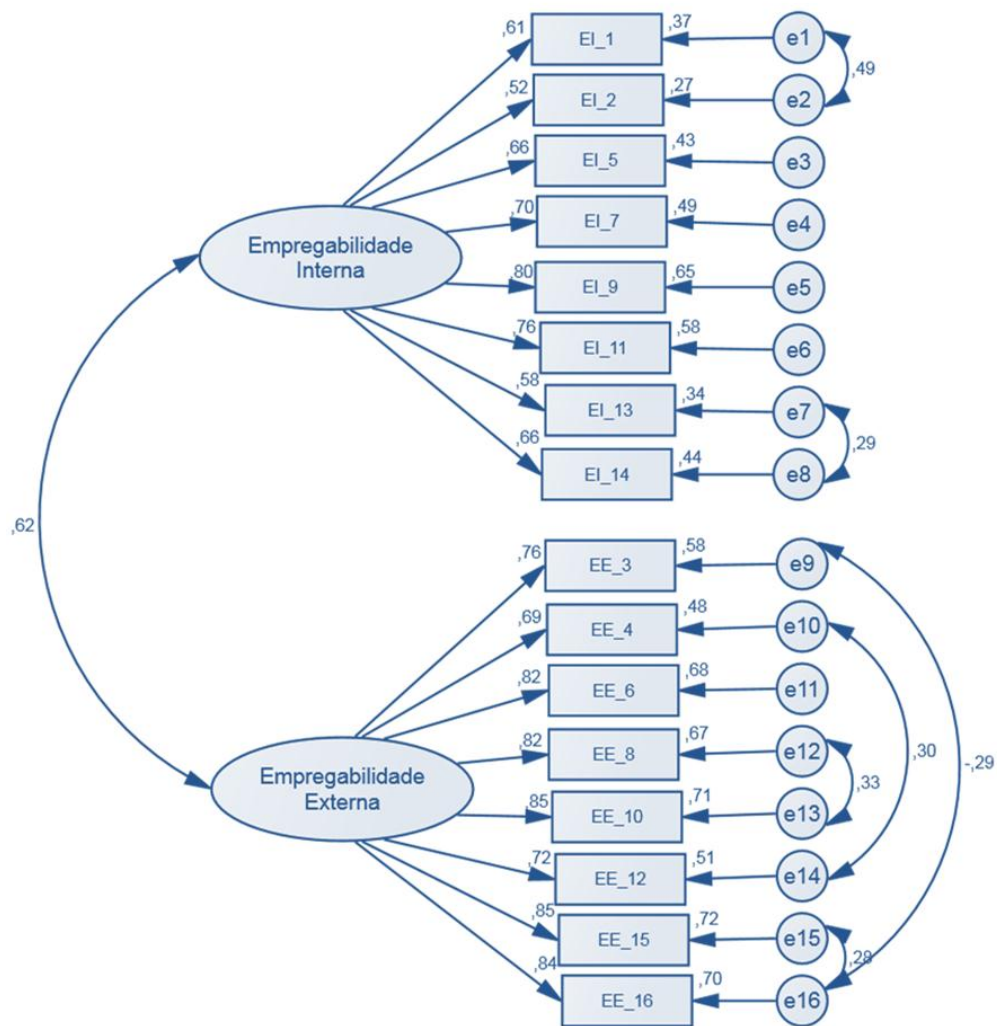 ,61
EI_1
,37
e1
,49
,52
EI_2
,27
e2
,66
EI_5
,43
e3
,70
EI_7
,49
e4
Empregabilidade
Interna
,80
EI_9
,65
e5
,76
EI_11
,58
e6
,58
EI_13
,34
e7
,29
,66
EI_14
,44
e8
,62
,76
EE_3
,58
e9
,69
EE_4
,48
e10
,82
EE_6
,68
e11
,82
EE_8
,67
e12
,30
-,29
,33
Empregabilidade
Externa
,85
EE_10
,71
e13
,72
EE_12
,51
e14
,85
EE_15
,72
e15
,28
,84
EE_16
,70
e16